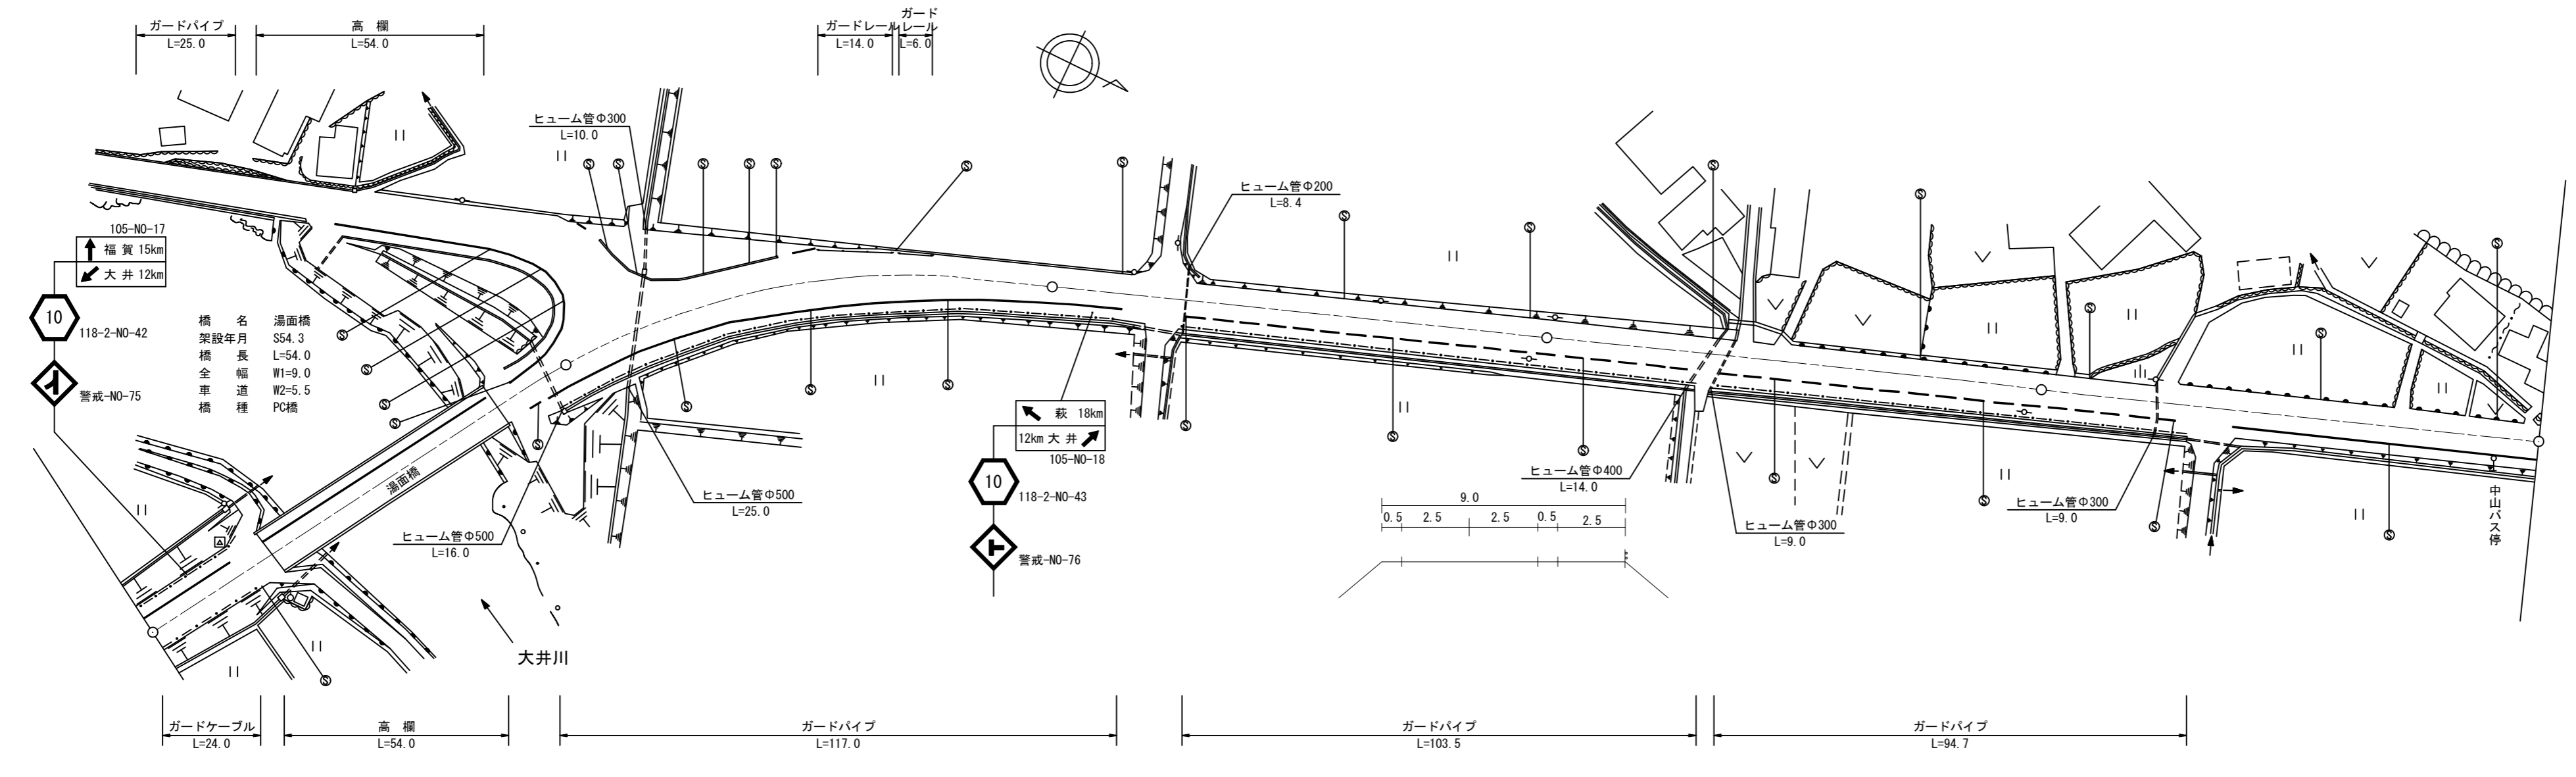 ガードパイプ
L=25.0
高　欄
L=54.0
ガードレール
L=14.0
ガード
レール
L=6.0
ヒューム管Φ300
L=10.0
ヒューム管Φ200
L=8.4
105-NO-17
福 賀 15km
大 井 12km
10
118-2-NO-42
警戒-NO-75
橋　名　湯面橋
架設年月　S54.3
橋　長　L=54.0
全　幅　W1=9.0
車　道　W2=5.5
橋　種　PC橋
湯面橋
ヒューム管Φ500
L=16.0
ヒューム管Φ500
L=25.0
萩 18km
12km 大 井
105-NO-18
10
118-2-NO-43
警戒-NO-76
ヒューム管Φ400
L=14.0
9.0
0.5 2.5 2.5 0.5 2.5
ヒューム管Φ300
L=9.0
ヒューム管Φ300
L=9.0
中山バス停
大井川
ガードケーブル
L=24.0
高　欄
L=54.0
ガードパイプ
L=117.0
ガードパイプ
L=103.5
ガードパイプ
L=94.7